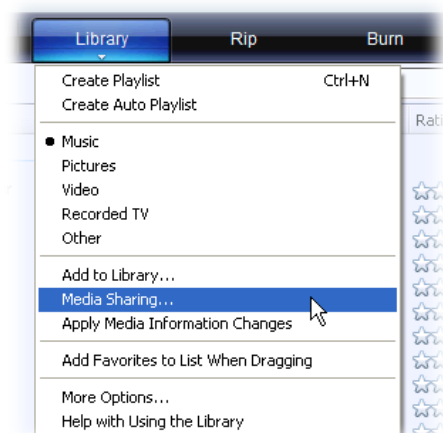 Library Rip Burn
Create Playlist Ctrl+N
Create Auto Playlist
Music
Pictures
Video
Recorded TV
Other
Add to Library...
Media Sharing...
Apply Media Information Changes
Add Favorites to List When Dragging
More Options...
Help with Using the Library